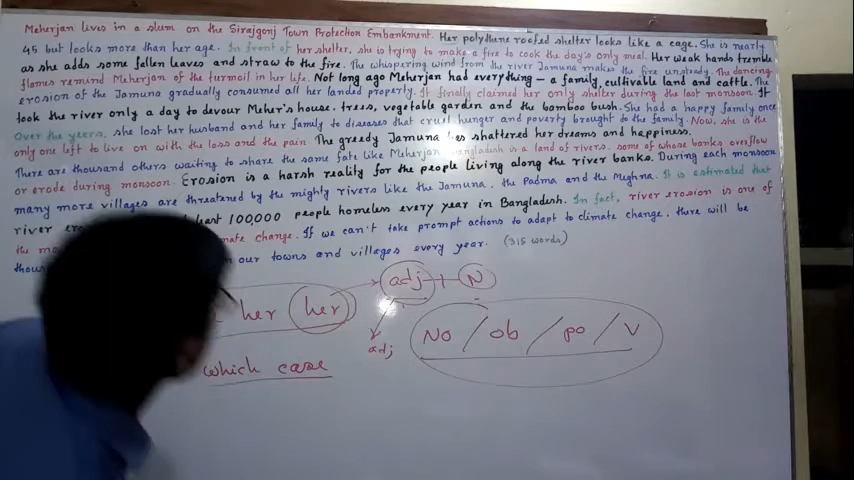 Meherjan lives in a slum on the Sirajgonj Town Protection Embankment. Her polythene roofed shelter looks like a cage. She is nearly
45 but looks more than her age. In front of her shelter, she is trying to make a fire to cook the day's only meal. Her weak hands tremble
as she adds some fallen leaves and straw to the fire. The whispering wind from the river Jamuna makes the fire unsteady. The dancing
flames remind Meherjan of the turmoil in her life. Not long ago Meherjan had everything – a family, cultivable land and cattle. The
erosion of the Jamuna gradually consumed all her landed property. It finally claimed her only shelter during the last monsoon. It
took the river only a day to devour Meher's house. trees, vegetable garden and the bamboo bush. She had a happy family once
Over the years, she lost her husband and her family to diseases that cruel hunger and poverty brought to the family. Now, she is the
only one left to live on with the loss and the pain. The greedy Jamuna has shattered her dreams and happiness.
There are thousand others waiting to share the same fate like Meherjan Bangladesh is a land of rivers. some of whose banks overflow
or erode during monsoon. Erosion is a harsh reality for the people living along the river banks. During each monsoon
many more villages are threatened by the mighty rivers like the Jamuna. the Padma and the Meghna. It is estimated that
river 100,000 people homeless every year in Bangladesh. In fact, river erosion is one of
the climate change. If we can't take prompt actions to adapt to climate change. there will be
our towns and villages every year. (315 words)
her her adj + N
adj No / ob / po / V
which case